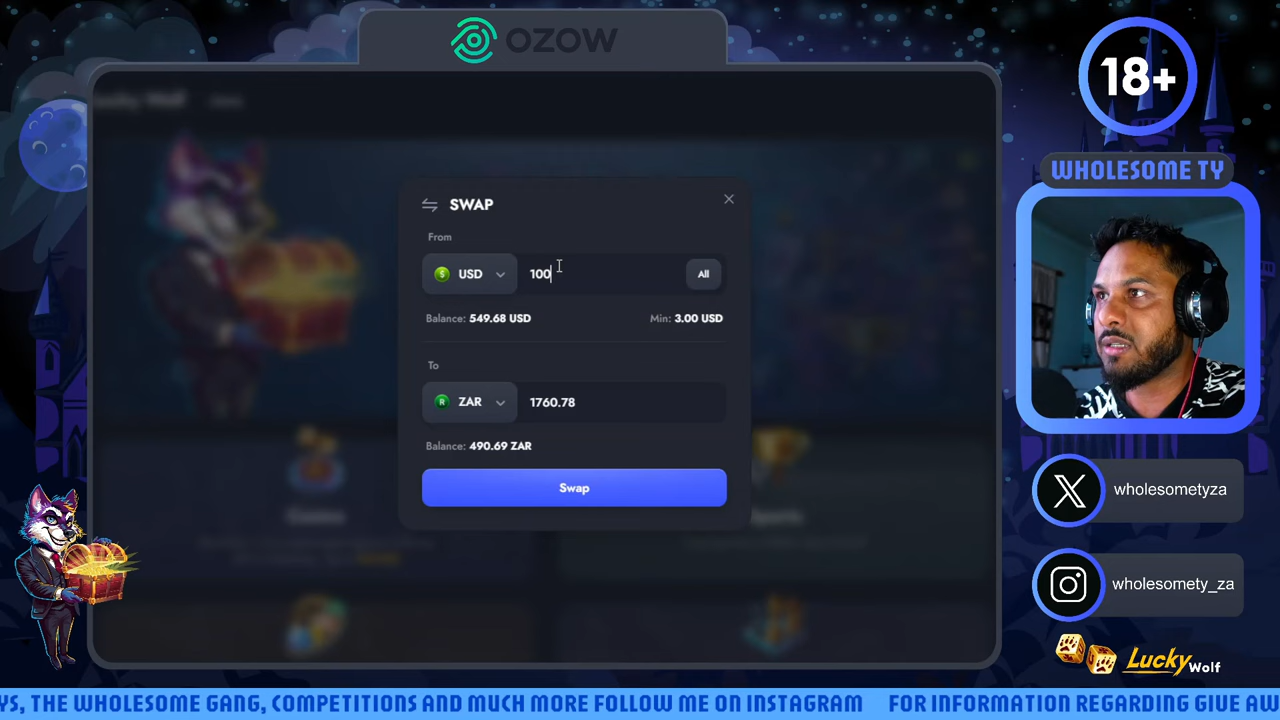 OZOW
18+
WHOLESOME TY
SWAP
From
USD
100
All
Balance: 549.68 USD
Min: 3.00 USD
To
ZAR
1760.78
Balance: 490.69 ZAR
Swap
wholesometyza
wholesomety_za
Lucky Wolf
YS, THE WHOLESOME GANG, COMPETITIONS AND MUCH MORE FOLLOW ME ON INSTAGRAM FOR INFORMATION REGARDING GIVE AW